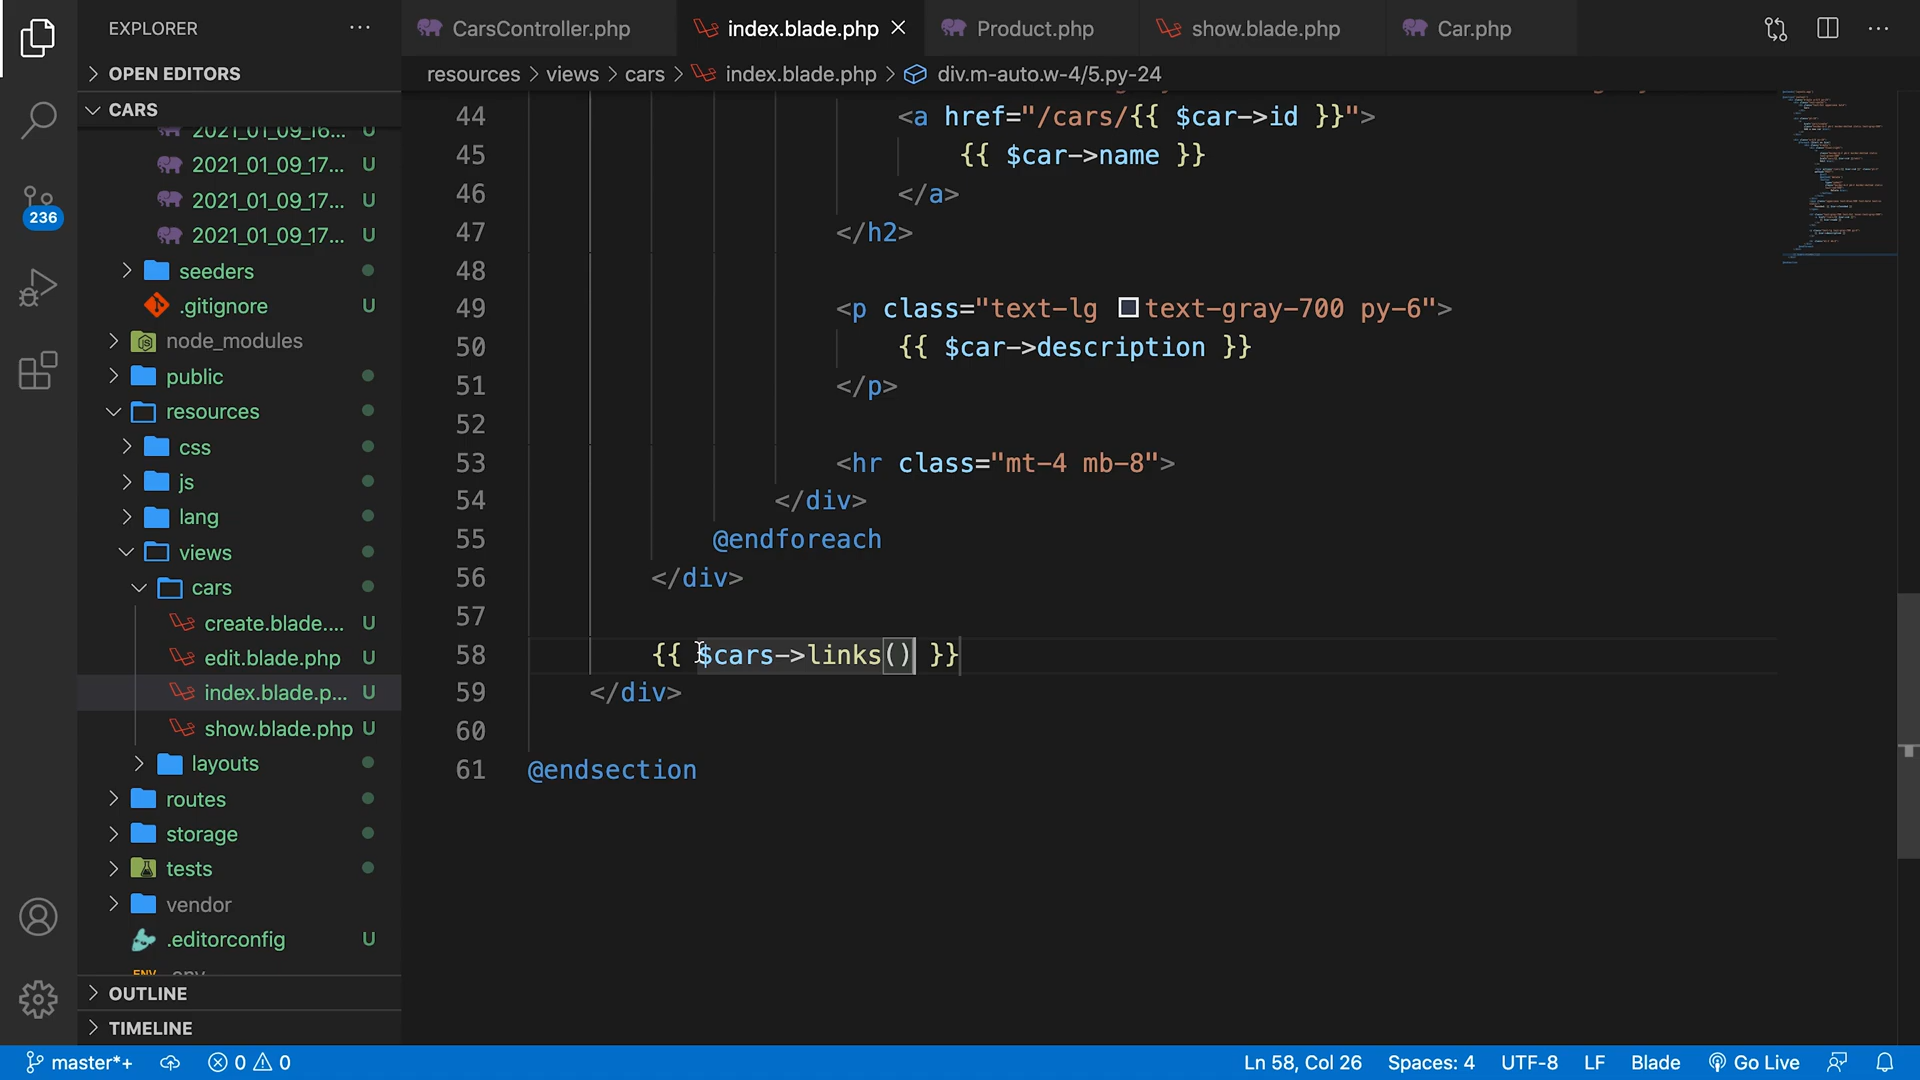 EXPLORER
OPEN EDITORS
CARS
2021_01_09_16... U
2021_01_09_17... U
2021_01_09_17... U
2021_01_09_17... U
seeders
.gitignore U
node_modules
public
resources
css
js
lang
views
cars
create.blade.... U
edit.blade.php U
index.blade.p... U
show.blade.php U
layouts
routes
storage
tests
vendor
.editorconfig U
.env
OUTLINE
TIMELINE
236
CarsController.php
index.blade.php
Product.php
show.blade.php
Car.php
resources > views > cars > index.blade.php > div.m-auto.w-4/5.py-24
44 <a href="/cars/{{ $car->id }}">
45 {{ $car->name }}
46 </a>
47 </h2>
48
49 <p class="text-lg text-gray-700 py-6">
50 {{ $car->description }}
51 </p>
52
53 <hr class="mt-4 mb-8">
54 </div>
55 @endforeach
56 </div>
57
58 {{ $cars->links() }}
59 </div>
60
61 @endsection
master*+ 0 0 Ln 58, Col 26 Spaces: 4 UTF-8 LF Blade Go Live